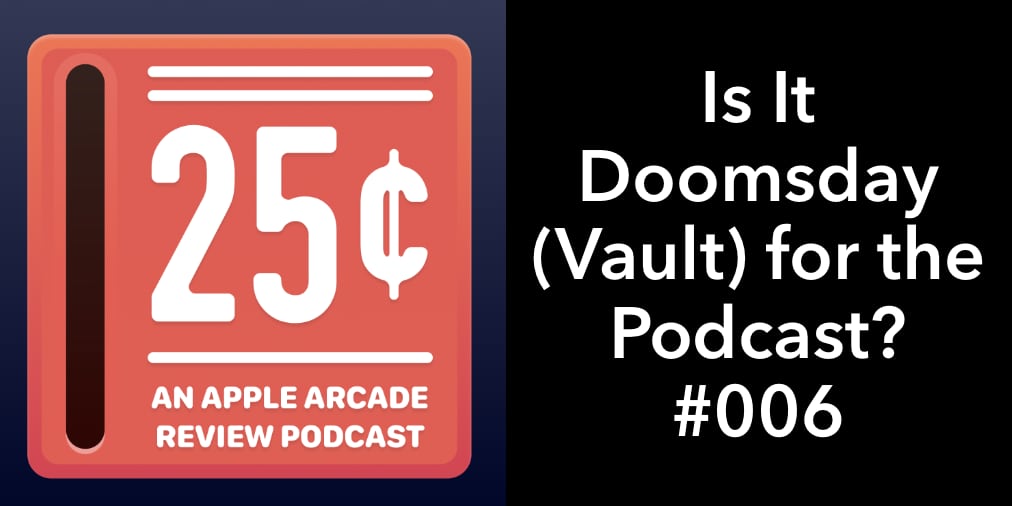 25¢
AN APPLE ARCADE
REVIEW PODCAST
Is It
Doomsday
(Vault) for the
Podcast?
#006